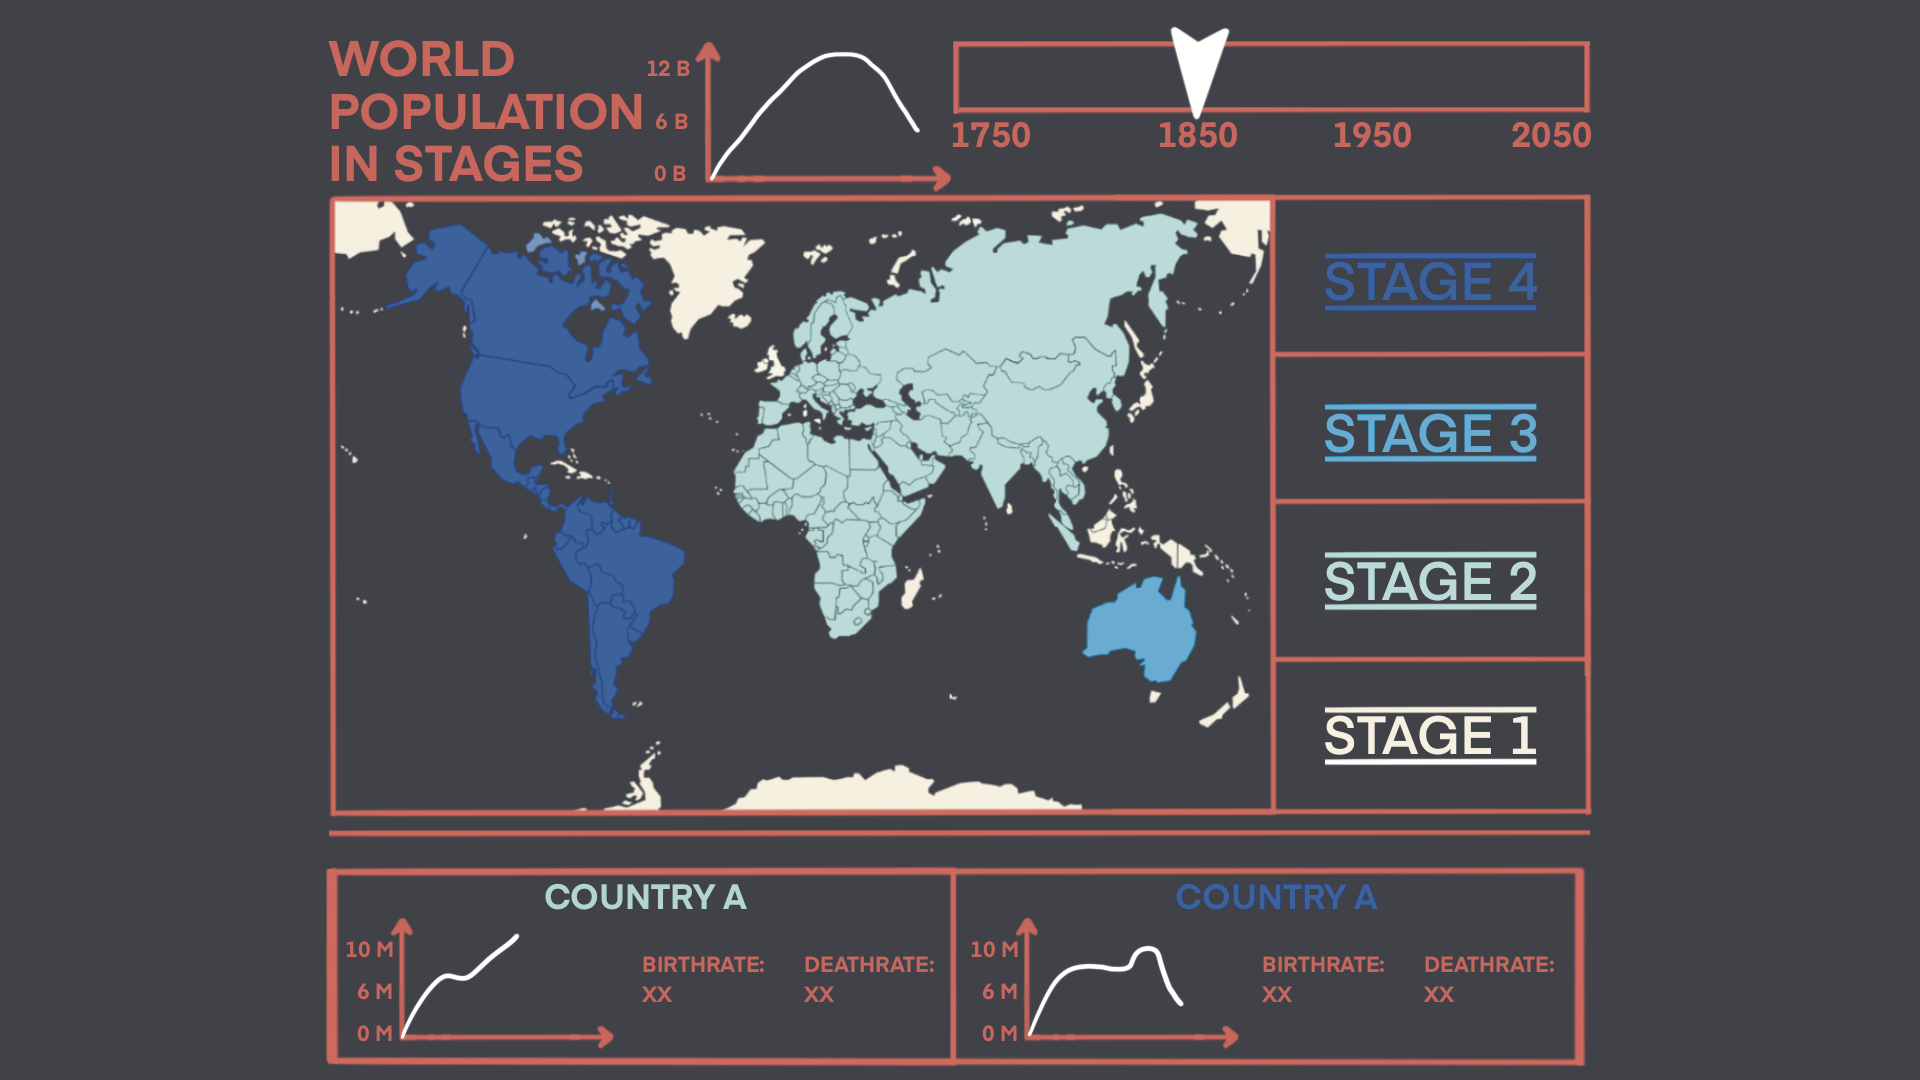 WORLD
POPULATION
IN STAGES
12 B
6 B
0 B
1750 1850 1950 2050
STAGE 4
STAGE 3
STAGE 2
STAGE 1
COUNTRY A
10 M
6 M
0 M
BIRTHRATE:
XX
DEATHRATE:
XX
COUNTRY A
10 M
6 M
0 M
BIRTHRATE:
XX
DEATHRATE:
XX